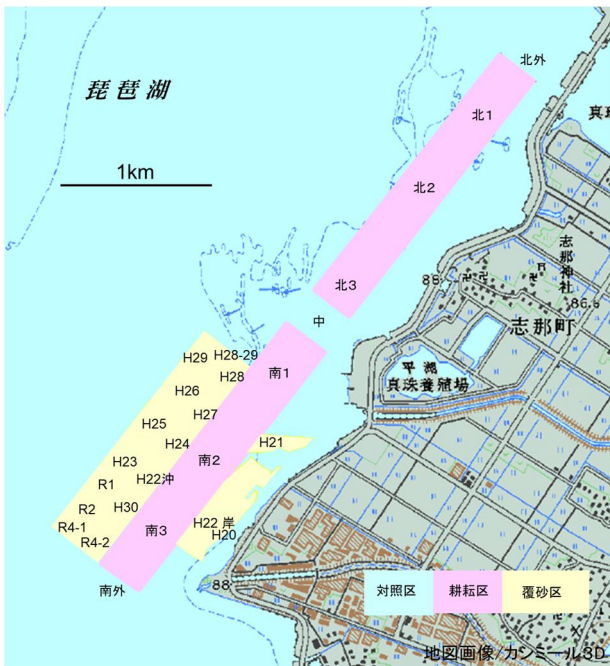 北外
琵琶湖
北1
真珠
1km
北2
志那神社
88
86.6
北3
志那町
中
平湖
真珠養殖場
H29
H28-29
H28
南1
H26
H27
H25
H21
H24
南2
H23
H22沖
R1
R2
H30
R4-1
南3
H22 岸
H20
R4-2
南外
88
対照区
耕耘区
覆砂区
地図画像/カシミール3D